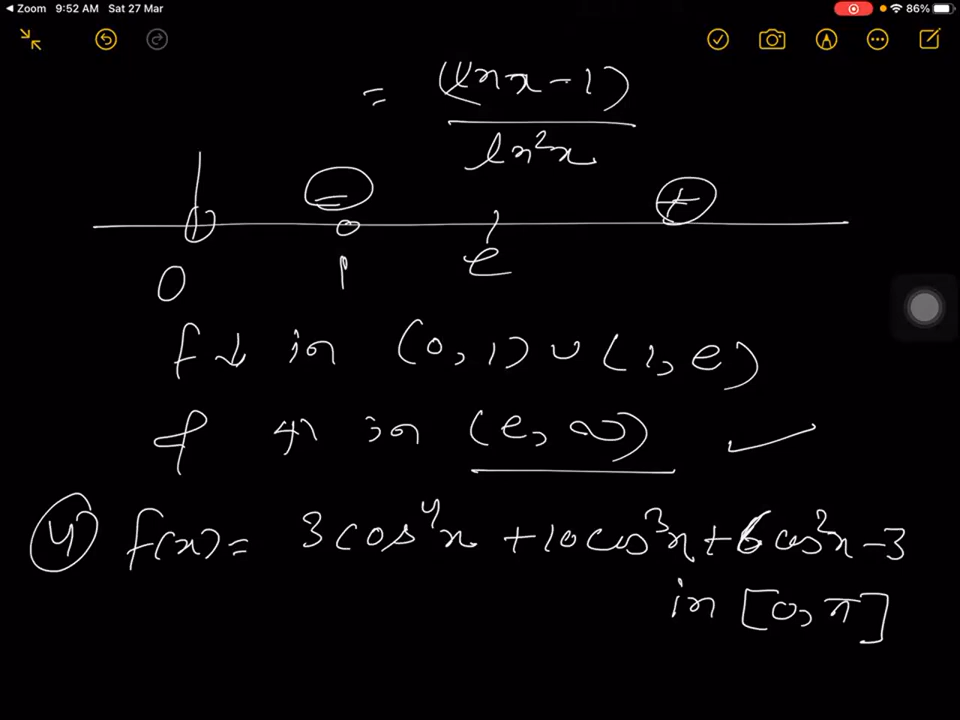 Zoom 9:52 AM Sat 27 Mar 86%
= (lnx - 1) / ln²x
- +
0 1 e
f ↓ in (0, 1) ∪ (1, e)
f ↑ in (e, ∞) ✓
4) f(x) = 3cos⁴x + 10cos³x + 6cos²x - 3
in [0, π]